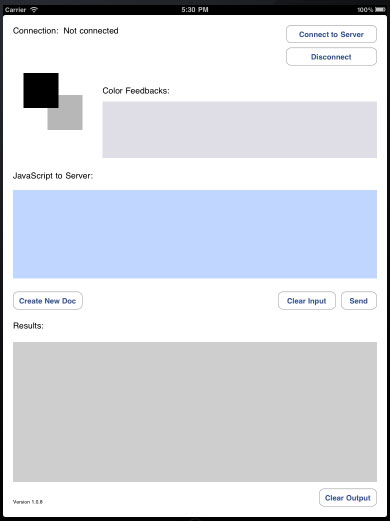 Carrier 5:30 PM 100%
Connection: Not connected
Connect to Server
Disconnect
Color Feedbacks:
JavaScript to Server:
Create New Doc Clear Input Send
Results:
Version 1.0.8
Clear Output